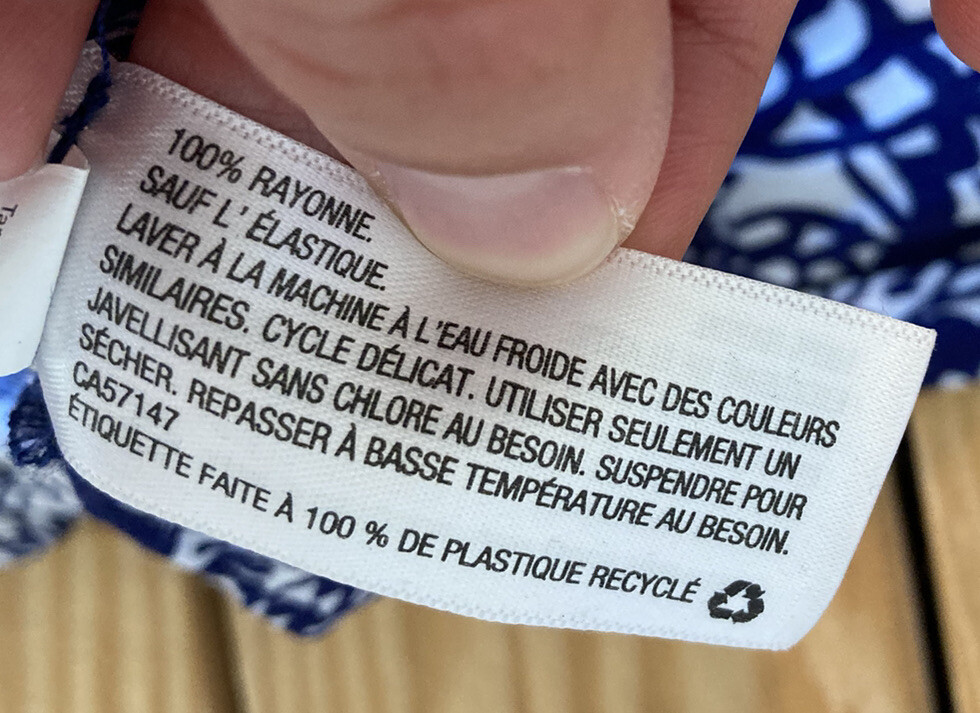 100% RAYONNE.
SAUF L' ÉLASTIQUE.
LAVER À LA MACHINE À L'EAU FROIDE AVEC DES COULEURS
SIMILAIRES. CYCLE DÉLICAT. UTILISER SEULEMENT UN
JAVELLISANT SANS CHLORE AU BESOIN. SUSPENDRE POUR
SÉCHER. REPASSER À BASSE TEMPÉRATURE AU BESOIN.
CA57147
ÉTIQUETTE FAITE À 100 % DE PLASTIQUE RECYCLÉ